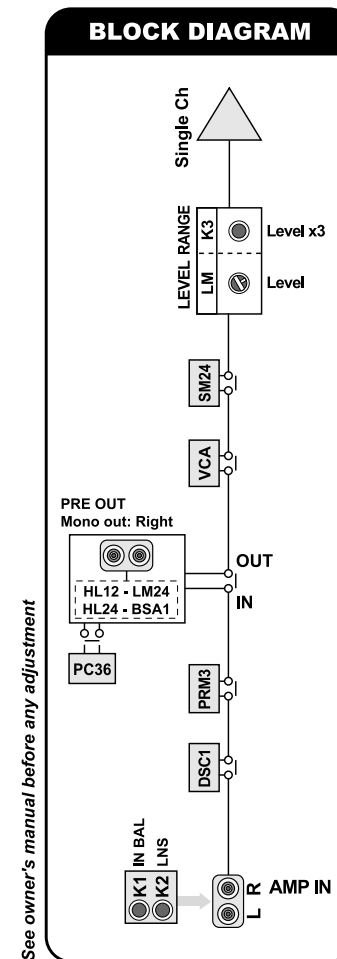 BLOCK DIAGRAM
Single Ch
LEVEL RANGE
K3
Level x3
LM
Level
SM24
VCA
PRE OUT
Mono out: Right
OUT
HL12 - LM24
HL24 - BSA1
IN
PC36
PRM3
DSC1
K1 IN BAL
K2 LNS
R
L
AMP IN
See owner's manual before any adjustment